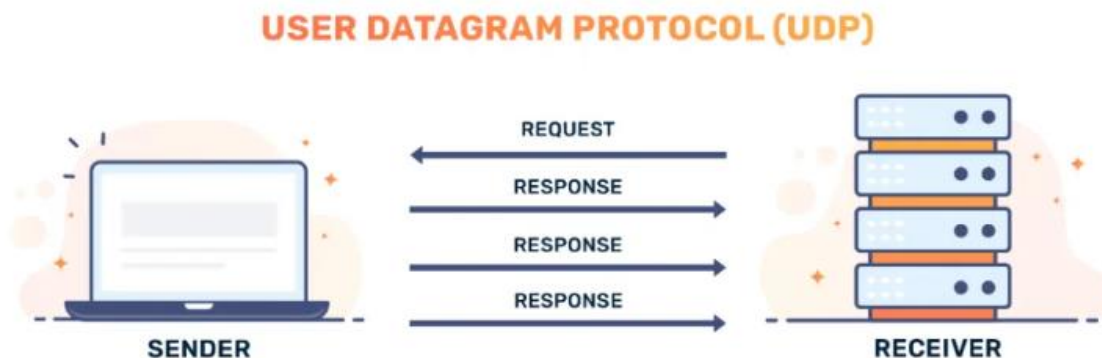 USER DATAGRAM PROTOCOL (UDP)
REQUEST
RESPONSE
RESPONSE
RESPONSE
SENDER
RECEIVER